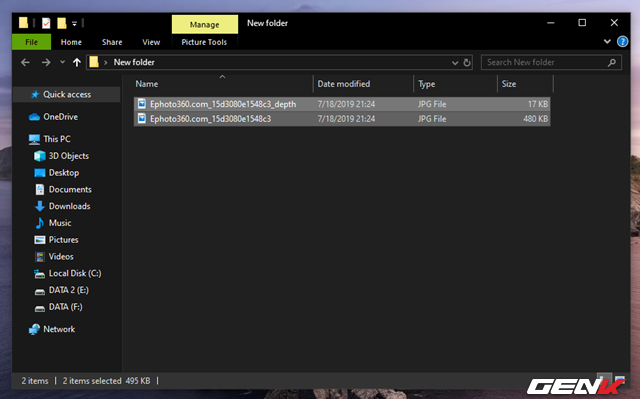 Manage
New folder
File
Home
Share
View
Picture Tools
New folder
Search New folder
Name
Date modified
Type
Size
Quick access
OneDrive
This PC
3D Objects
Desktop
Documents
Downloads
Music
Pictures
Videos
Local Disk (C:)
DATA 2 (E:)
DATA (F:)
Network
Ephoto360.com_15d3080e1548c3_depth 7/18/2019 21:24 JPG File 17 KB
Ephoto360.com_15d3080e1548c3 7/18/2019 21:24 JPG File 480 KB
2 items 2 items selected 495 KB
GENK